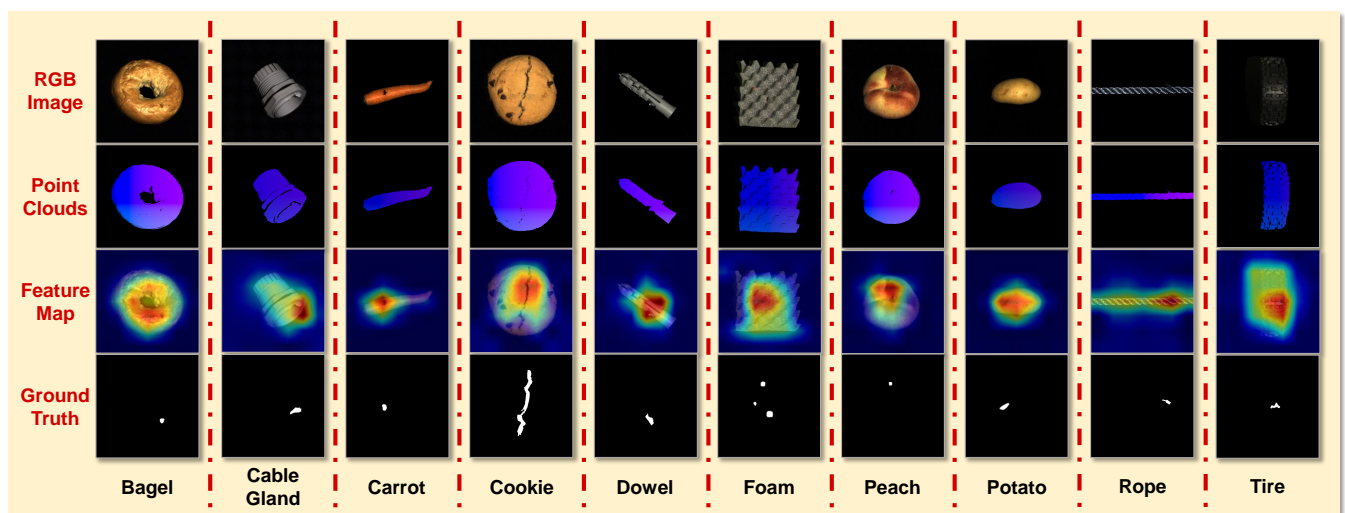 RGB
Image
Point
Clouds
Feature
Map
Ground
Truth
Bagel
Cable
Gland
Carrot
Cookie
Dowel
Foam
Peach
Potato
Rope
Tire